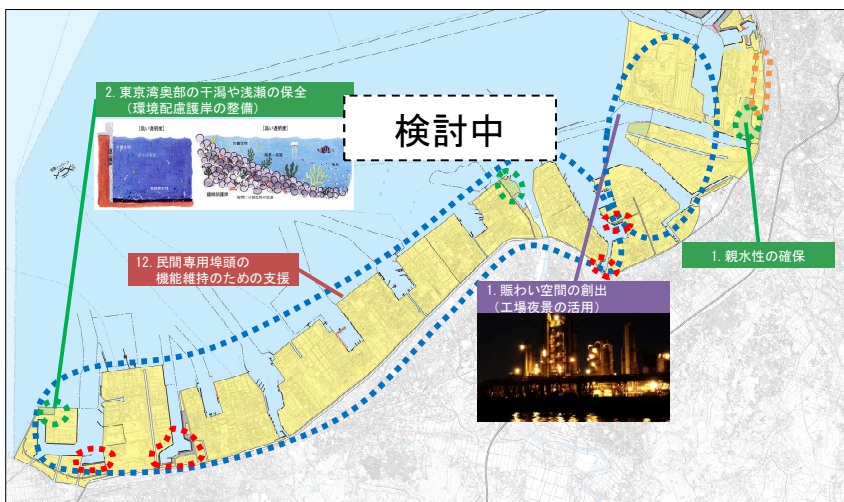 2. 東京湾奥部の干潟や浅瀬の保全
（環境配慮護岸の整備）
検討中
12. 民間専用埠頭の
機能維持のための支援
1. 賑わい空間の創出
（工場夜景の活用）
1. 親水性の確保